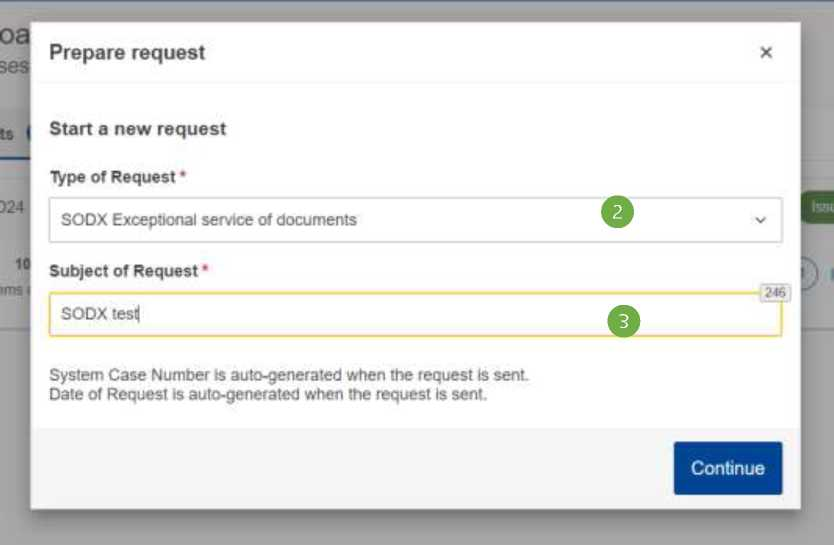 Prepare request
×
Start a new request
Type of Request *
SODX Exceptional service of documents
2
Subject of Request *
246
SODX test
3
System Case Number is auto-generated when the request is sent.
Date of Request is auto-generated when the request is sent.
Continue